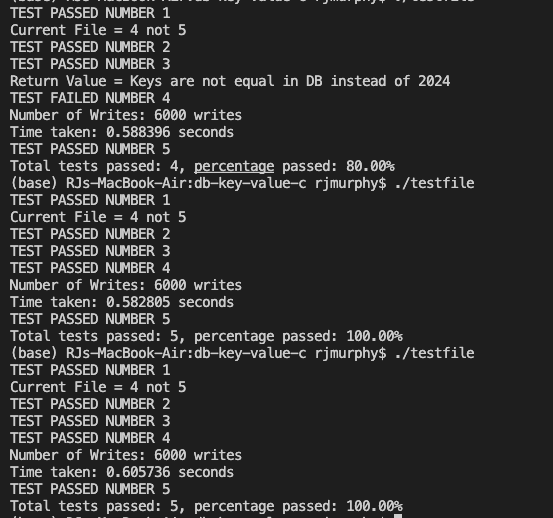 TEST PASSED NUMBER 1
Current File = 4 not 5
TEST PASSED NUMBER 2
TEST PASSED NUMBER 3
Return Value = Keys are not equal in DB instead of 2024
TEST FAILED NUMBER 4
Number of Writes: 6000 writes
Time taken: 0.588396 seconds
TEST PASSED NUMBER 5
Total tests passed: 4, percentage passed: 80.00%
(base) RJs-MacBook-Air:db-key-value-c rjmurphy$ ./testfile
TEST PASSED NUMBER 1
Current File = 4 not 5
TEST PASSED NUMBER 2
TEST PASSED NUMBER 3
TEST PASSED NUMBER 4
Number of Writes: 6000 writes
Time taken: 0.582805 seconds
TEST PASSED NUMBER 5
Total tests passed: 5, percentage passed: 100.00%
(base) RJs-MacBook-Air:db-key-value-c rjmurphy$ ./testfile
TEST PASSED NUMBER 1
Current File = 4 not 5
TEST PASSED NUMBER 2
TEST PASSED NUMBER 3
TEST PASSED NUMBER 4
Number of Writes: 6000 writes
Time taken: 0.605736 seconds
TEST PASSED NUMBER 5
Total tests passed: 5, percentage passed: 100.00%